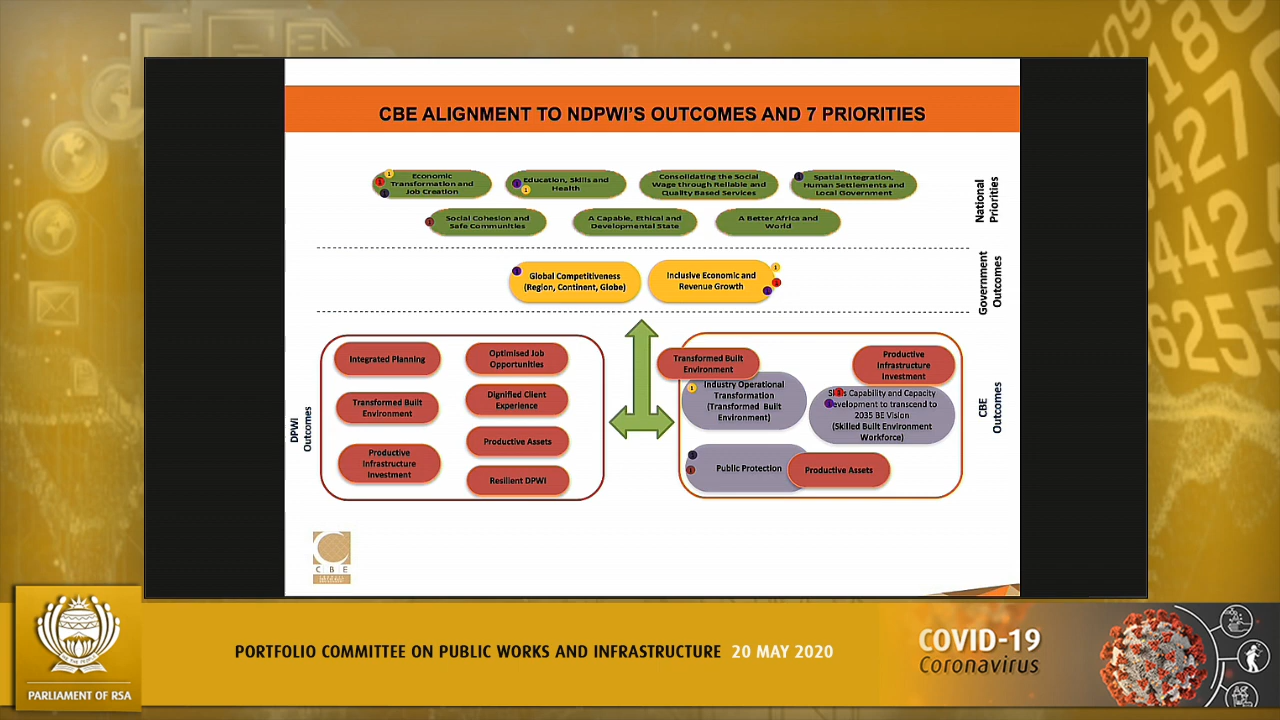 CBE ALIGNMENT TO NDPWI'S OUTCOMES AND 7 PRIORITIES
Economic
Transformation and
Job Creation
Education, Skills and
Health
Consolidating the Social
Wage through Reliable and
Quality Based Services
Spatial Integration,
Human Settlements and
Local Government
Social Cohesion and
Safe Communities
A Capable, Ethical and
Developmental State
A Better Africa and
World
National
Priorities
Global Competitiveness
(Region, Continent, Globe)
Inclusive Economic and
Revenue Growth
Government
Outcomes
DPWI
Outcomes
Integrated Planning
Transformed Built
Environment
Productive
Infrastructure
Investment
Optimised Job
Opportunities
Dignified Client
Experience
Productive Assets
Resilient DPWI
Transformed Built
Environment
Industry Operational
Transformation
(Transformed Built
Environment)
Public Protection
Productive Assets
Productive
Infrastructure
Investment
Capability and Capacity
evelopment to transcend to
2035 BE Vision
(Skilled Built Environment
Workforce)
CBE
Outcomes
CBE
PARLIAMENT OF RSA
PORTFOLIO COMMITTEE ON PUBLIC WORKS AND INFRASTRUCTURE 20 MAY 2020
COVID-19
Coronavirus